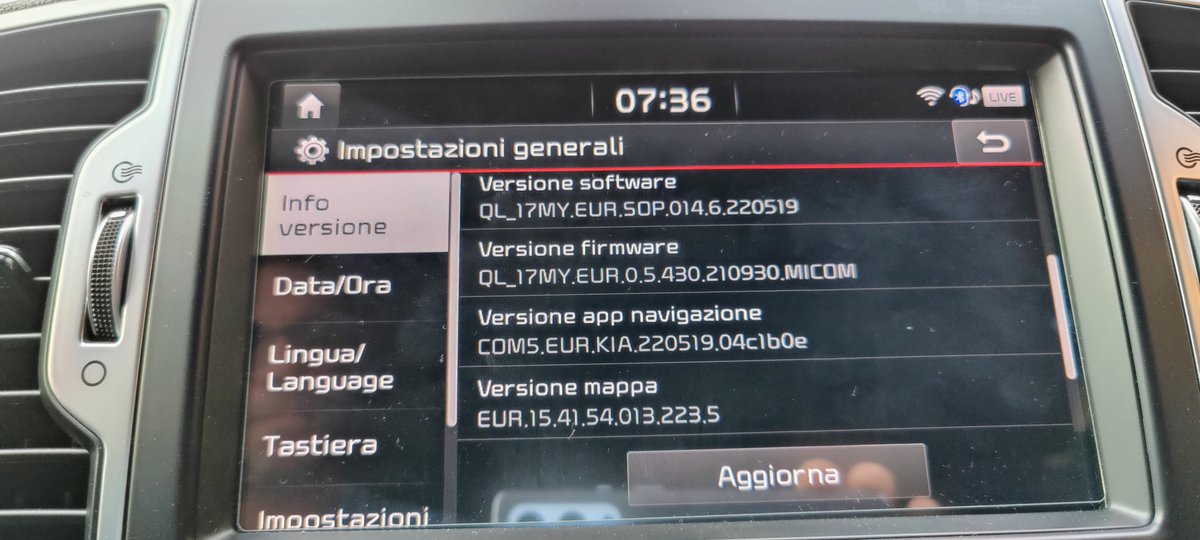 07:36
LIVE
Impostazioni generali
Info
versione
Data/Ora
Lingua/
Language
Tastiera
Impostazioni
Versione software
QL_17MY.EUR.SOP.014.6.220519
Versione firmware
QL_17MY.EUR.0.5.430.210930.MICOM
Versione app navigazione
COM5.EUR.KIA.220519.04c1b0e
Versione mappa
EUR.15.41.54.013.223.5
Aggiorna